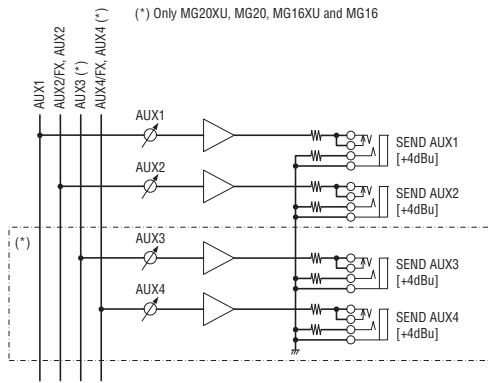 (*) Only MG20XU, MG20, MG16XU and MG16
AUX1
AUX2/FX, AUX2
AUX3 (*)
AUX4/FX, AUX4 (*)
AUX1
SEND AUX1
[+4dBu]
AUX2
SEND AUX2
[+4dBu]
(*)
AUX3
SEND AUX3
[+4dBu]
AUX4
SEND AUX4
[+4dBu]